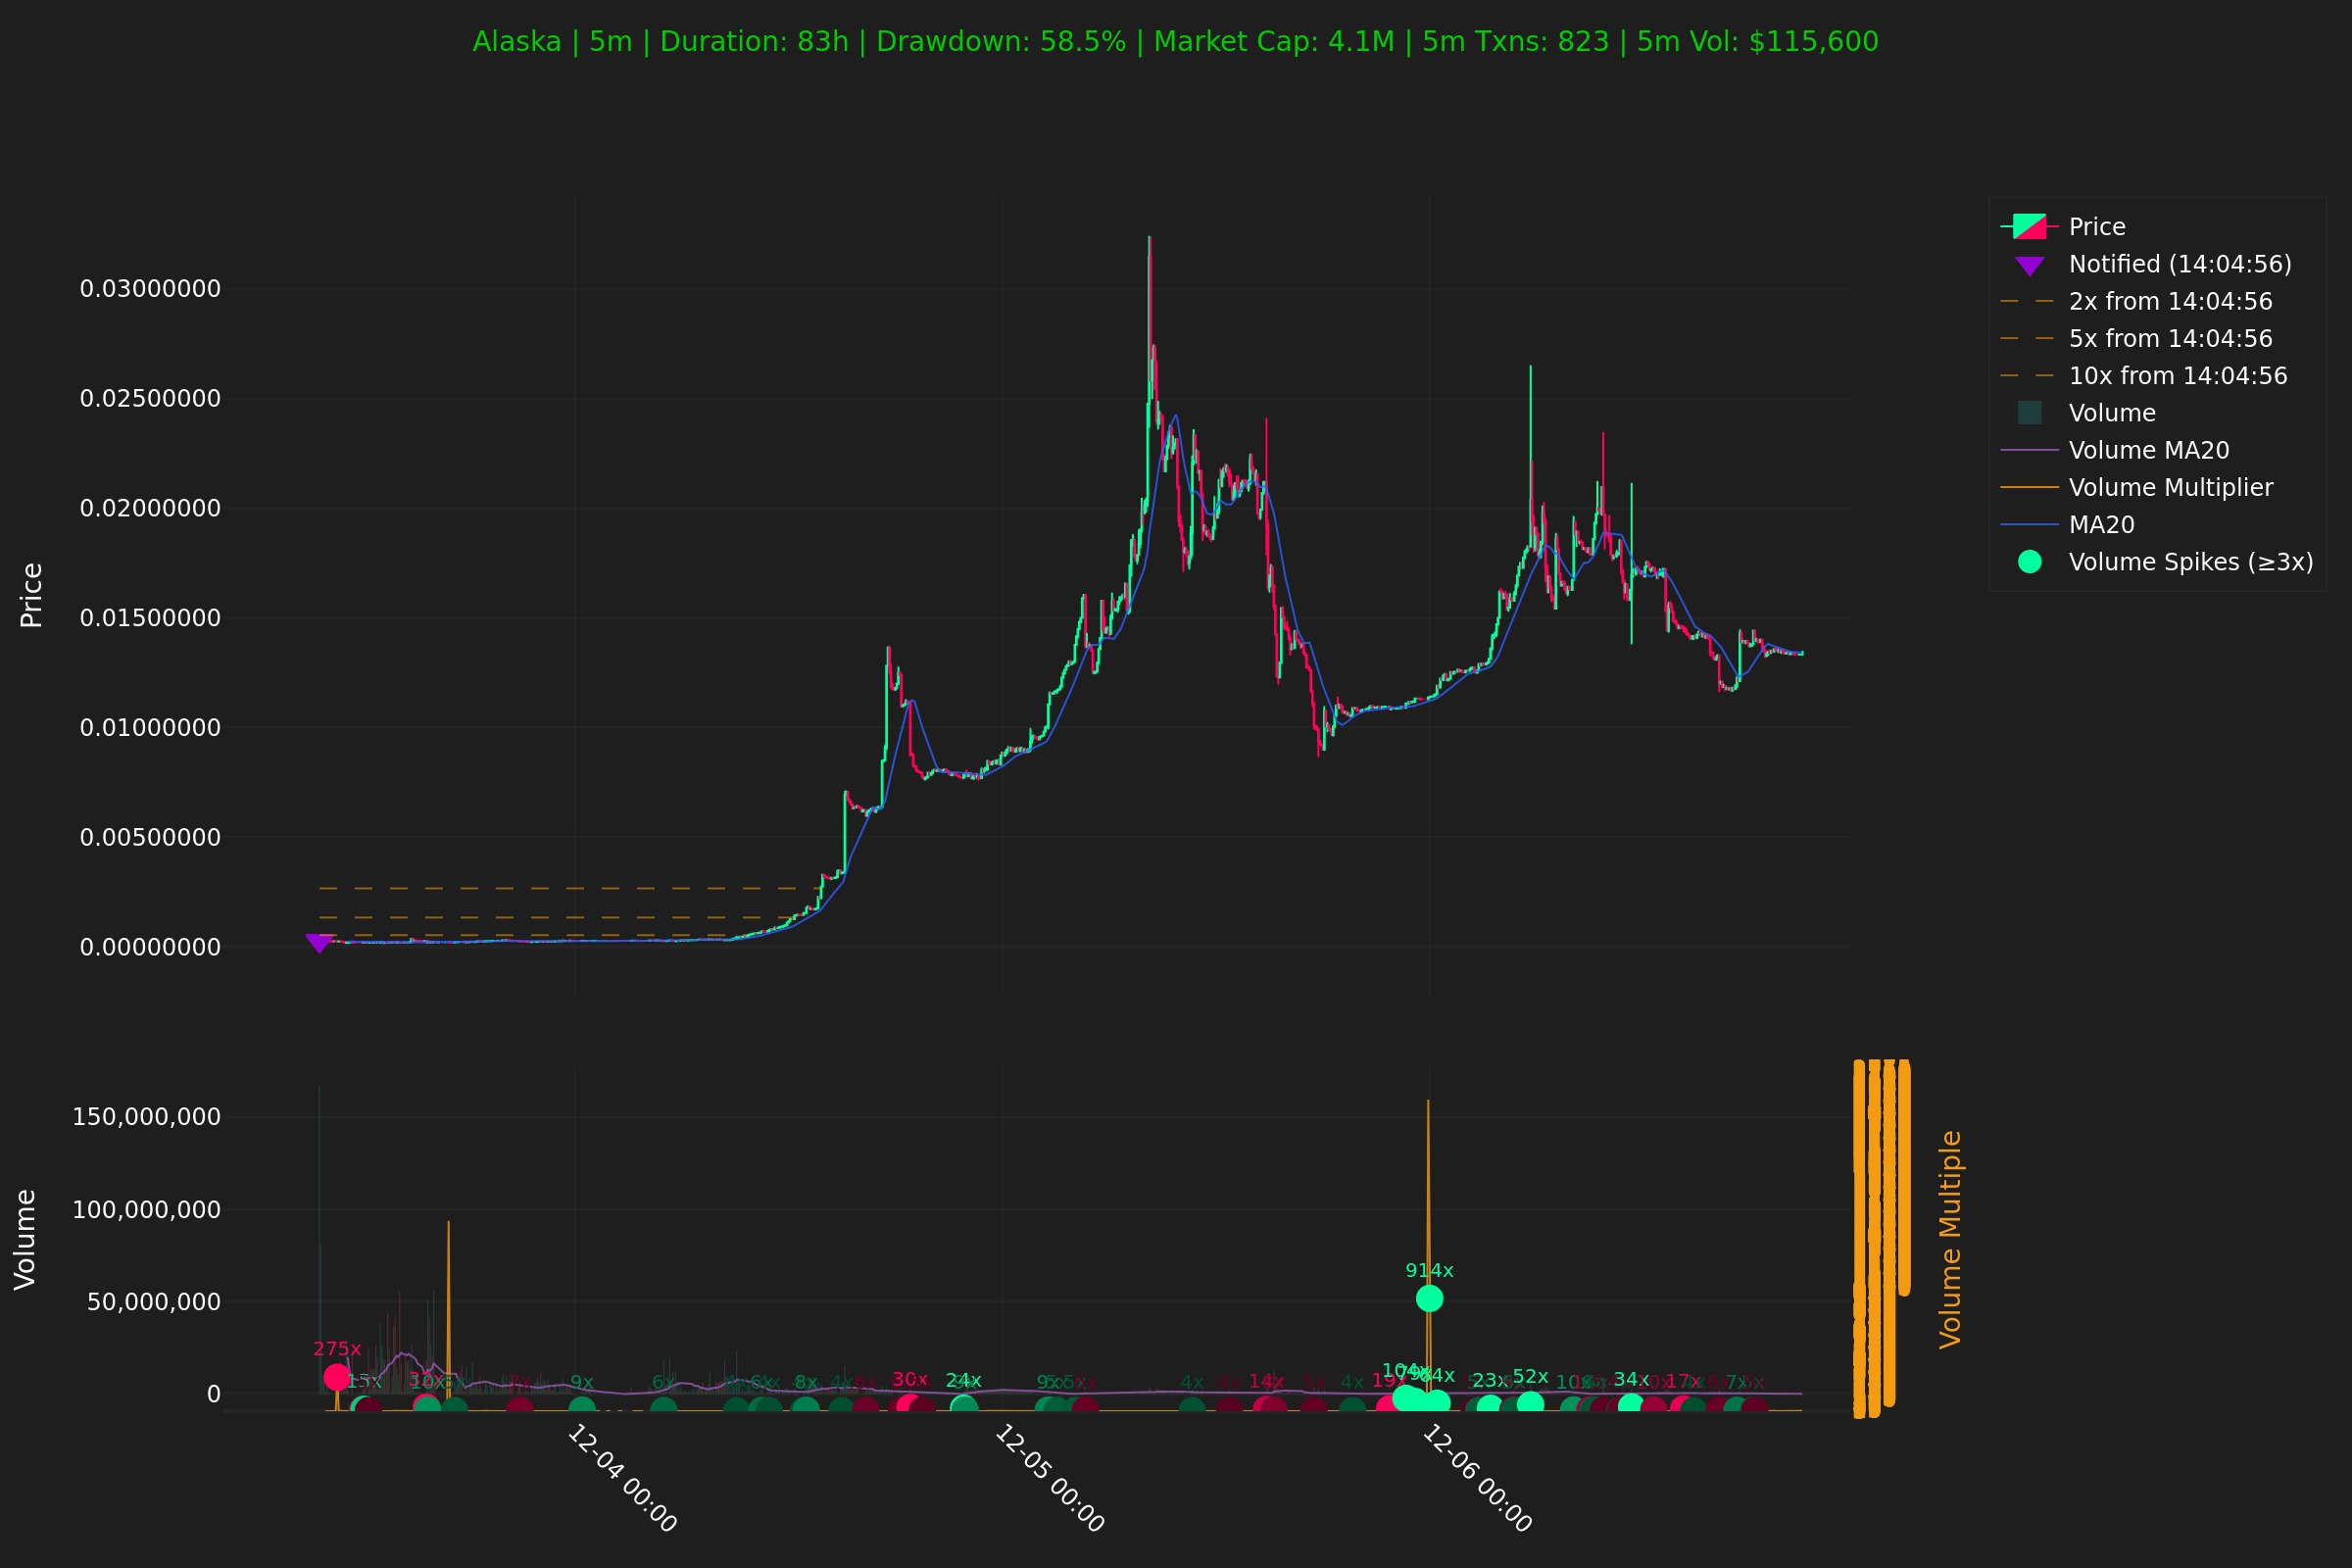 Alaska | 5m | Duration: 83h | Drawdown: 58.5% | Market Cap: 4.1M | 5m Txns: 823 | 5m Vol: $115,600
Price
0.03000000
0.02500000
0.02000000
0.01500000
0.01000000
0.00500000
0.00000000
Price
Notified (14:04:56)
2x from 14:04:56
5x from 14:04:56
10x from 14:04:56
Volume
Volume MA20
Volume Multiplier
MA20
Volume Spikes (≥3x)
Volume
150,000,000
100,000,000
50,000,000
0
275x
15x
9x
6x
8x
30x
24x
4x
14x
4x
914x
23x
52x
34x
17x
7x
Volume Multiple
12-04 00:00
12-05 00:00
12-06 00:00